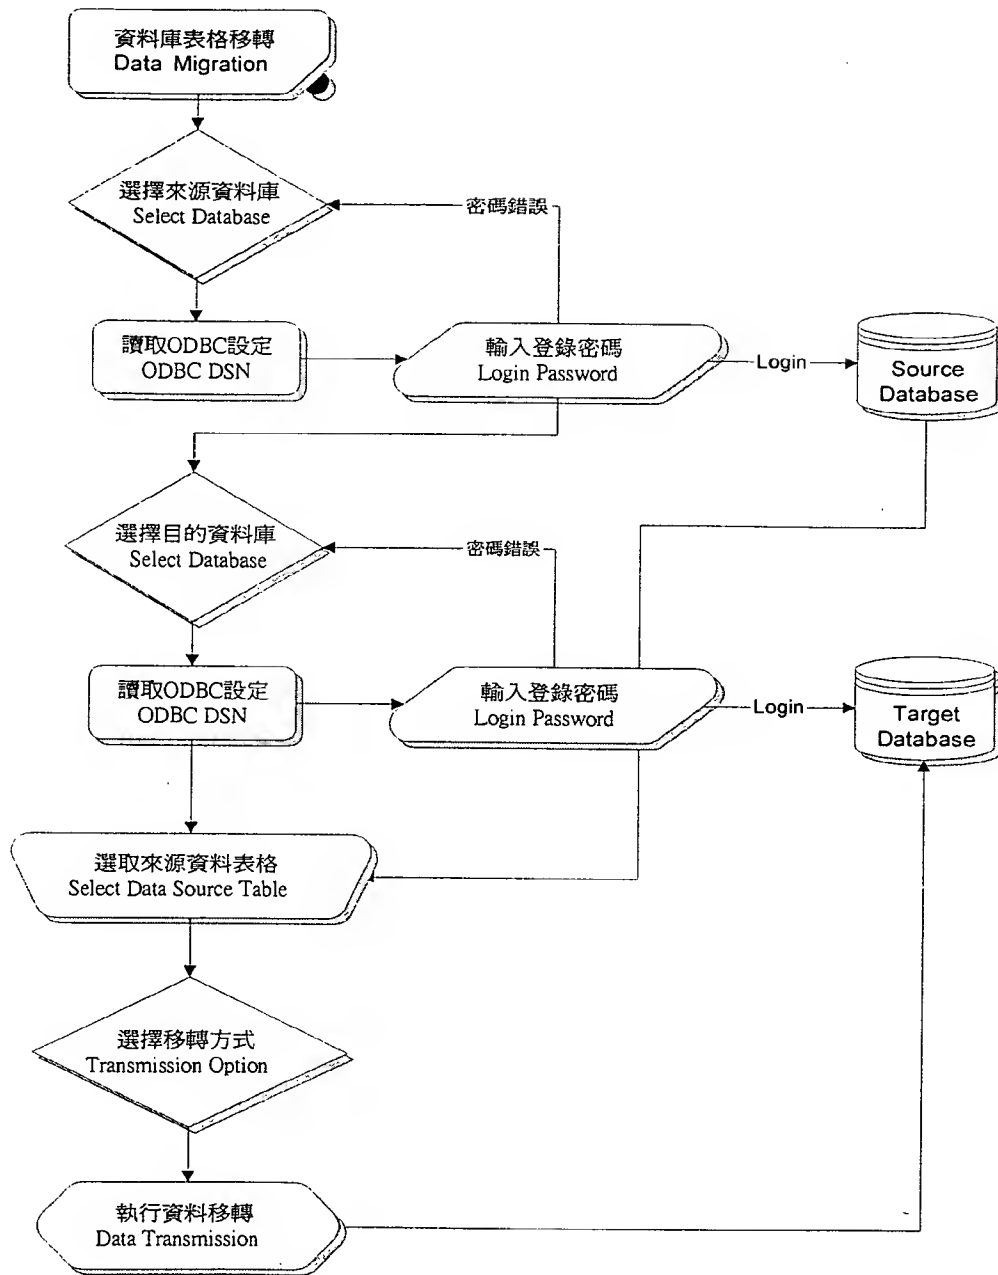 資料庫表格移轉
Data Migration
選擇來源資料庫
Select Database
密碼錯誤
讀取ODBC設定
ODBC DSN
輸入登錄密碼
Login Password
Login
Source
Database
選擇目的資料庫
Select Database
密碼錯誤
讀取ODBC設定
ODBC DSN
輸入登錄密碼
Login Password
Login
Target
Database
選取來源資料表格
Select Data Source Table
選擇移轉方式
Transmission Option
執行資料移轉
Data Transmission